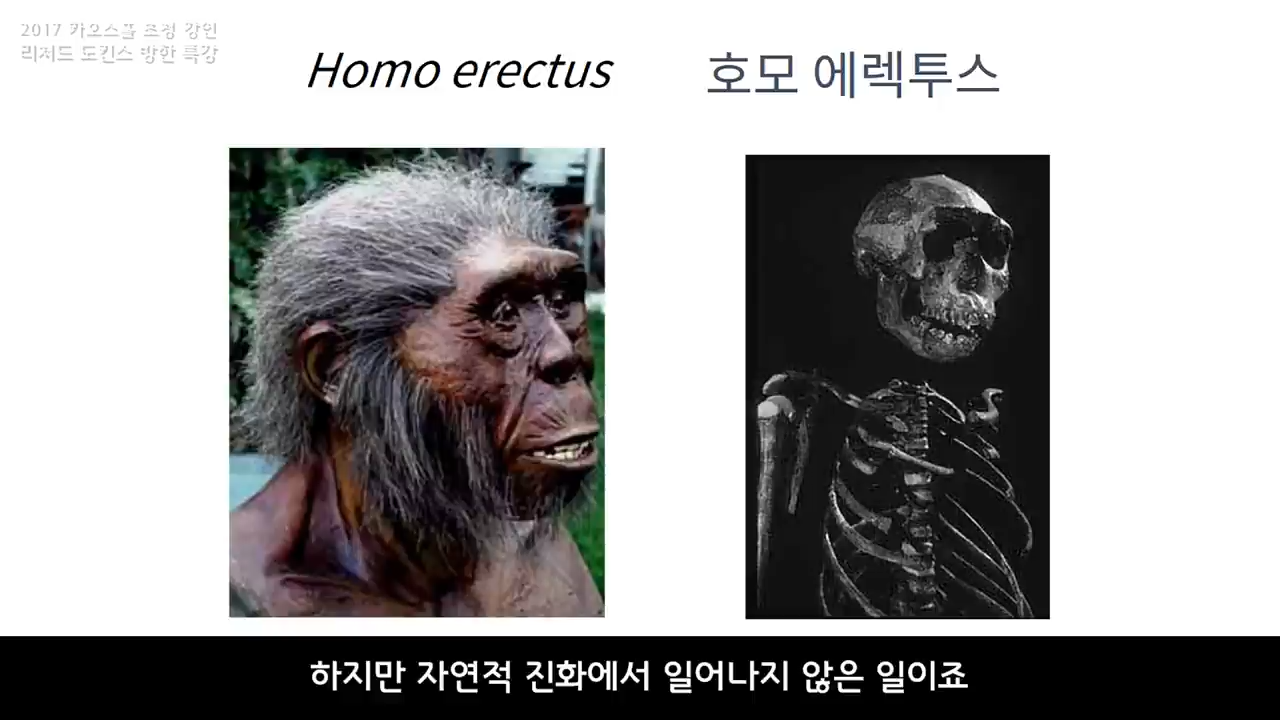 2017 카오스홀 초청 강연
리처드 도킨스 방한 특강
Homo erectus
호모 에렉투스
하지만 자연적 진화에서 일어나지 않은 일이죠